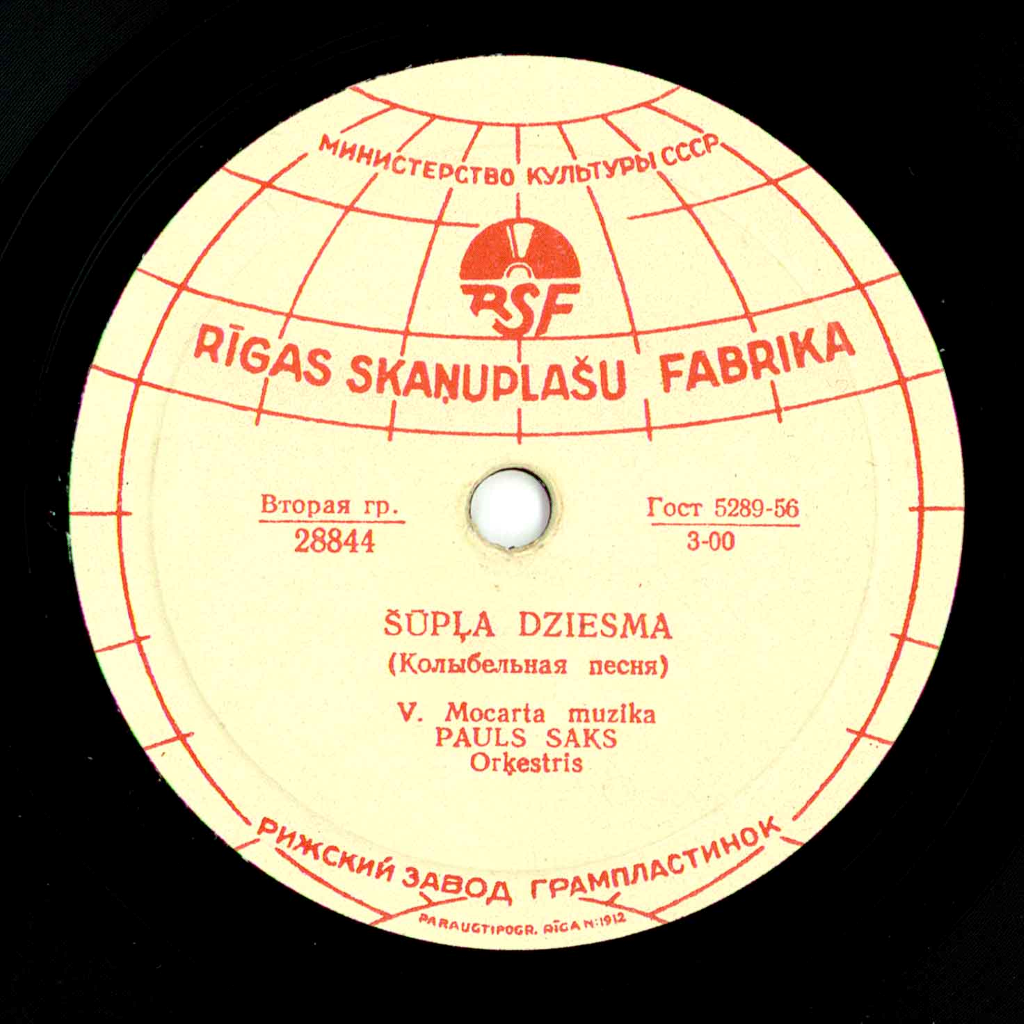 МИНИСТЕРСТВО КУЛЬТУРЫ СССР
RSF
RĪGAS SKAŅUPLAŠU FABRIKA
Вторая гр.
28844
Гост 5289-56
3-00
ŠŪPĻA DZIESMA
(Колыбельная песня)
V. Mocarta muzika
PAULS SAKS
Orķestris
РИЖСКИЙ ЗАВОД ГРАМПЛАСТИНОК
PARAUGTIPOGR. RĪGA N:1912